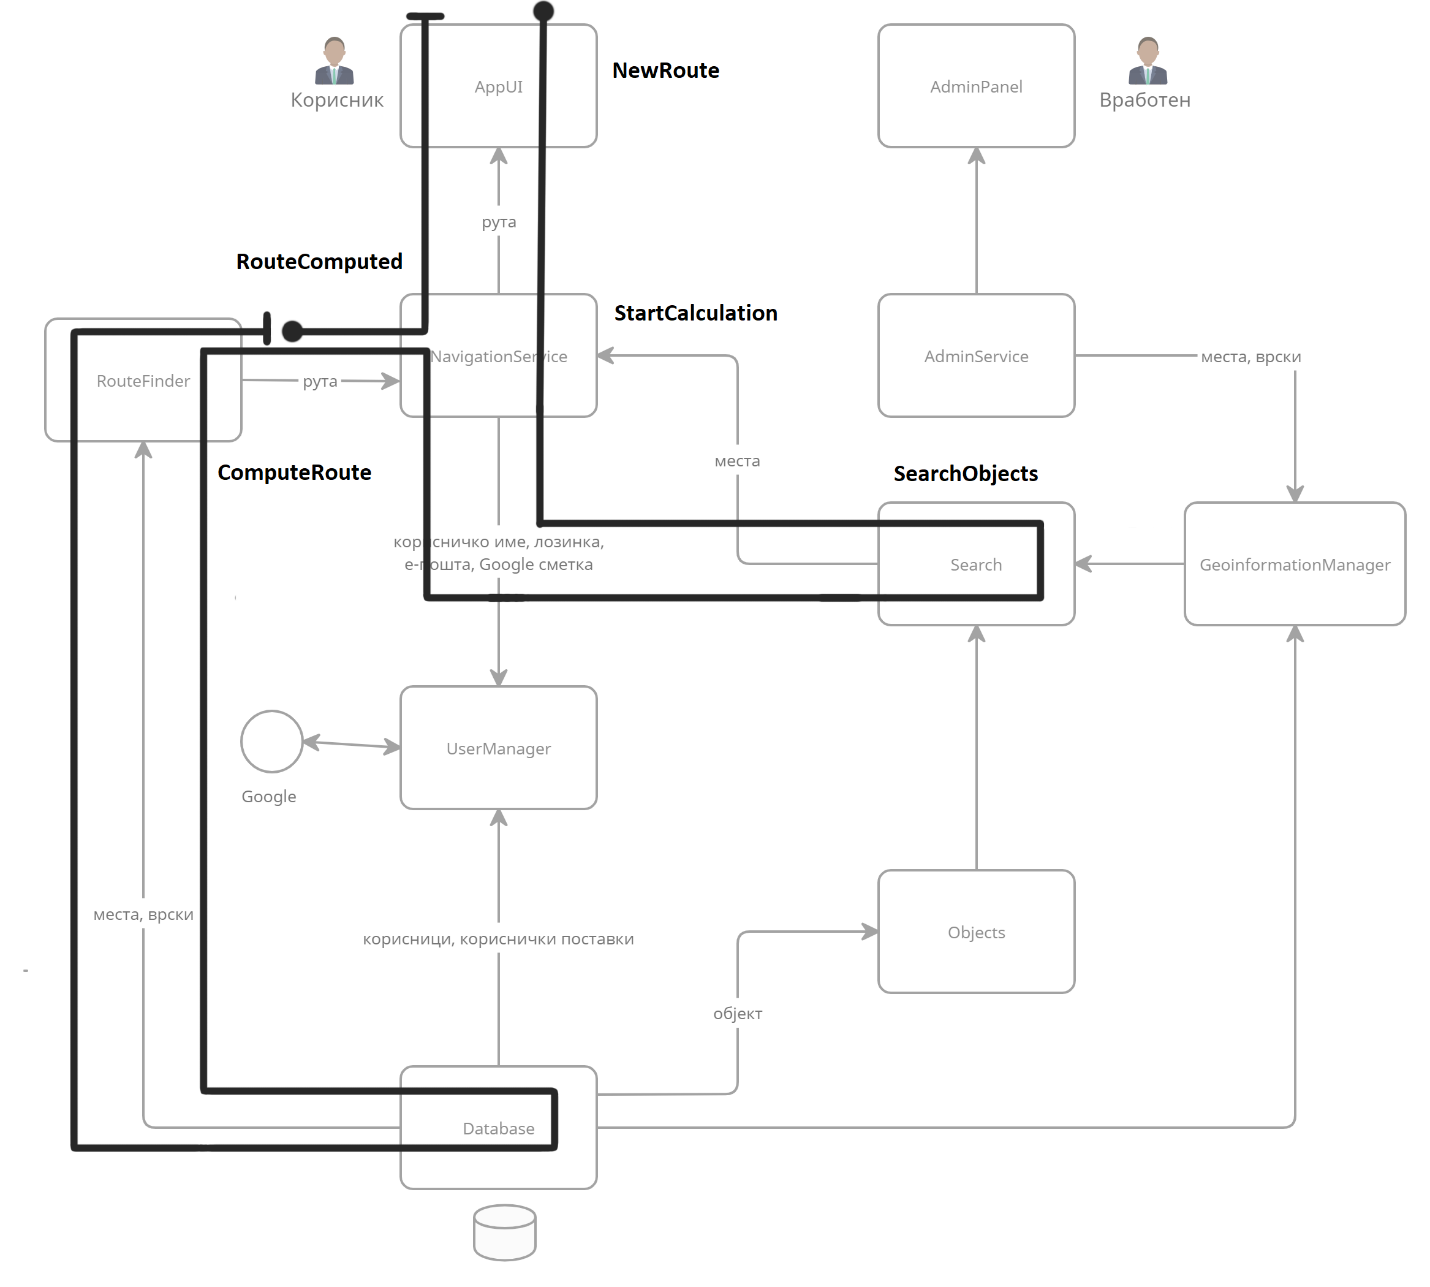 AppUI
NewRoute
AdminPanel
Корисник
Вработен
рута
RouteComputed
StartCalculation
NavigationService
AdminService
места, врски
RouteFinder
рута
места
ComputeRoute
SearchObjects
корисничко име, лозинка,
е-пошта, Google сметка
Search
GeoinformationManager
UserManager
Google
места, врски
корисници, кориснички поставки
Objects
објект
Database